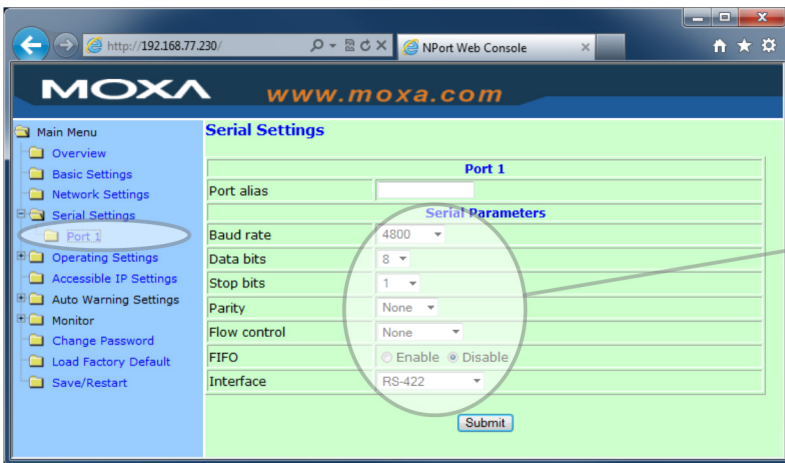 http://192.168.77.230/
NPort Web Console
MOXA
www.moxa.com
Main Menu
Overview
Basic Settings
Network Settings
Serial Settings
Port 1
Operating Settings
Accessible IP Settings
Auto Warning Settings
Monitor
Change Password
Load Factory Default
Save/Restart
Serial Settings
Port 1
Port alias
Serial Parameters
Baud rate 4800
Data bits 8
Stop bits 1
Parity None
Flow control None
FIFO Enable Disable
Interface RS-422
Submit